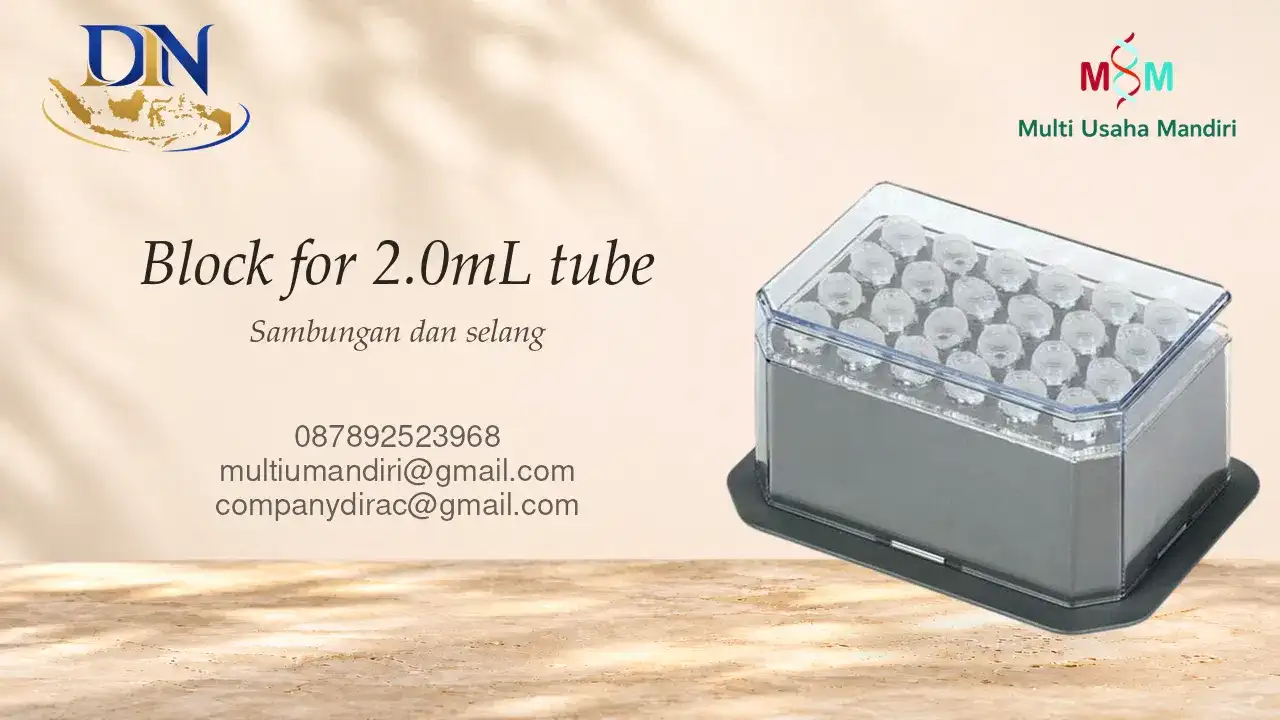 DIN
MSM
Multi Usaha Mandiri
Block for 2.0mL tube
Sambungan dan selang
087892523968
multiumandiri@gmail.com
companydirac@gmail.com